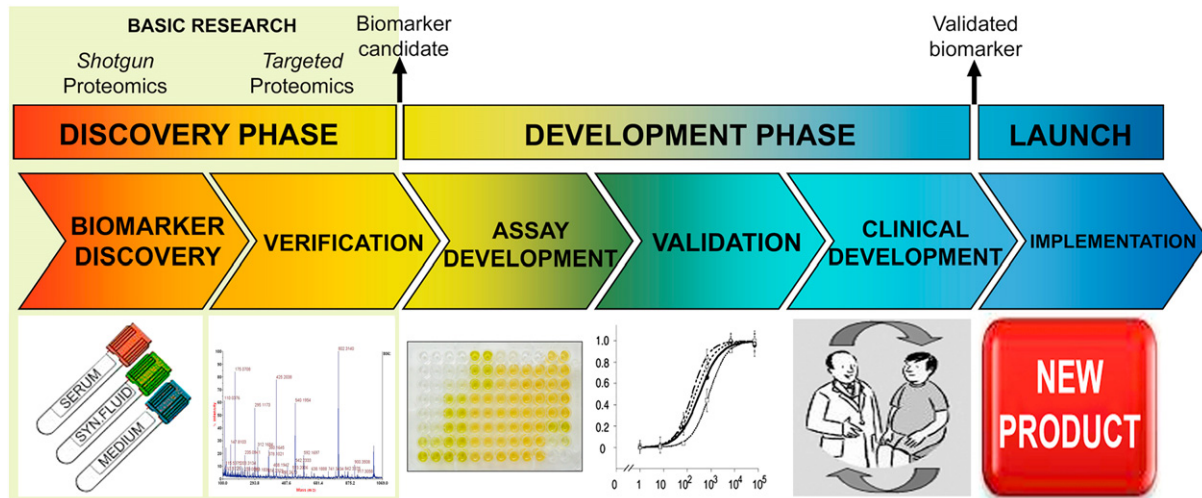 BASIC RESEARCH
Shotgun
Proteomics
Targeted
Proteomics
Biomarker
candidate
Validated
biomarker
DISCOVERY PHASE
DEVELOPMENT PHASE
LAUNCH
BIOMARKER
DISCOVERY
VERIFICATION
ASSAY
DEVELOPMENT
VALIDATION
CLINICAL
DEVELOPMENT
IMPLEMENTATION
SERUM
SYN.FLUID
MEDIUM
1.0
0.8
0.6
0.4
0.2
0
0 1 10 10² 10³ 10⁴ 10⁵
NEW
PRODUCT